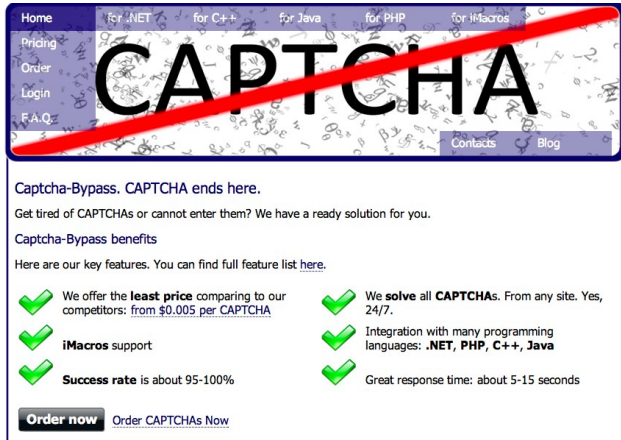 Home for .NET for C++ for Java for PHP for iMacros
Pricing
Order
Login
F.A.Q.
CAPTCHA
Contacts Blog
Captcha-Bypass. CAPTCHA ends here.
Get tired of CAPTCHAs or cannot enter them? We have a ready solution for you.
Captcha-Bypass benefits
Here are our key features. You can find full feature list here.
We offer the least price comparing to our
competitors: from $0.005 per CAPTCHA
We solve all CAPTCHAs. From any site. Yes,
24/7.
iMacros support
Integration with many programming
languages: .NET, PHP, C++, Java
Success rate is about 95-100%
Great response time: about 5-15 seconds
Order now Order CAPTCHAs Now